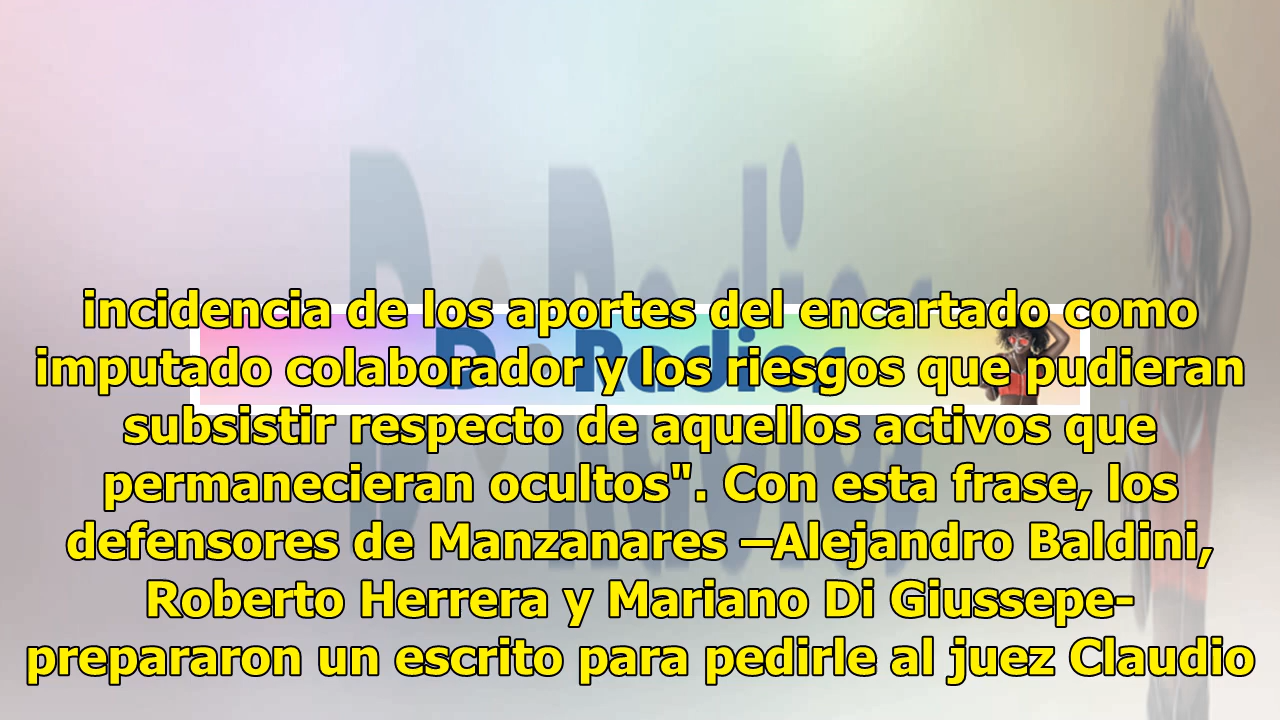 incidencia de los aportes del encartado como
imputado colaborador y los riesgos que pudieran
subsistir respecto de aquellos activos que
permanecieran ocultos". Con esta frase, los
defensores de Manzanares —Alejandro Baldini,
Roberto Herrera y Mariano Di Giussepe-
prepararon un escrito para pedirle al juez Claudio